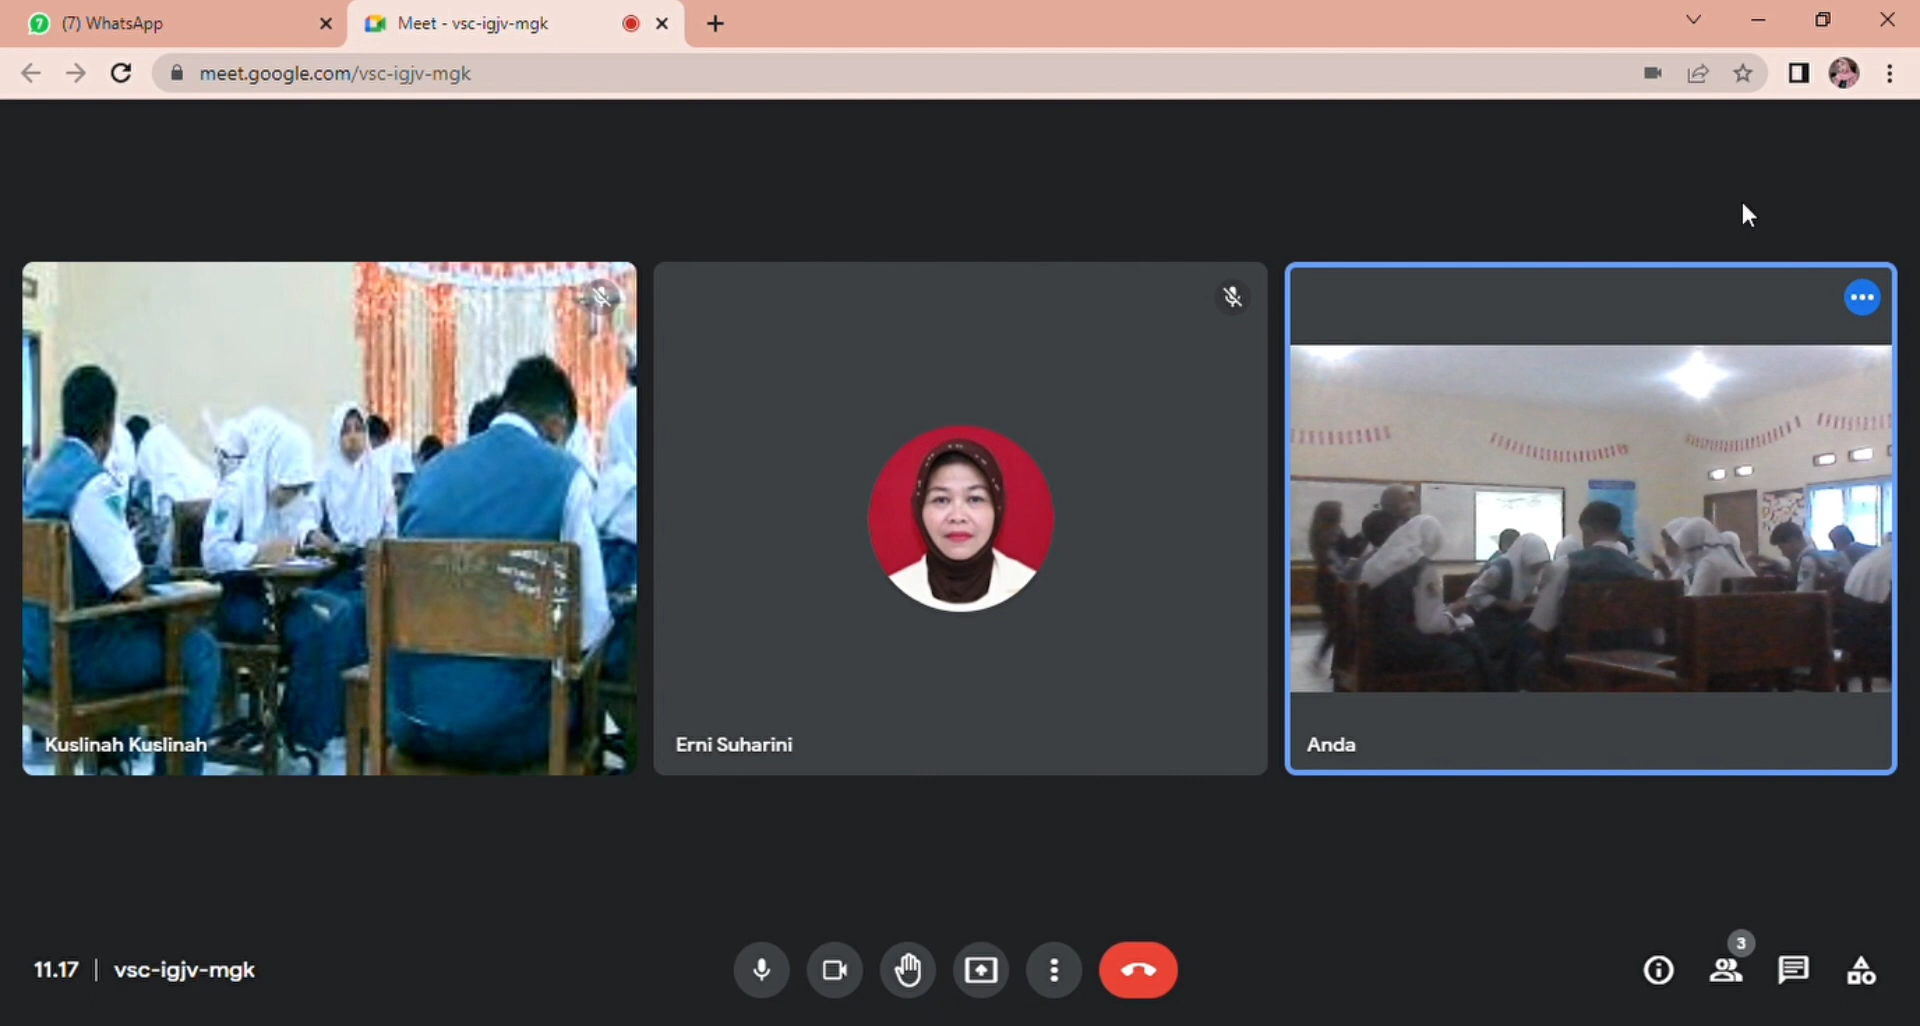 (7) WhatsApp
Meet - vsc-igjv-mgk
meet.google.com/vsc-igjv-mgk
Kuslinah Kuslinah
Erni Suharini
Anda
11.17 | vsc-igjv-mgk
3